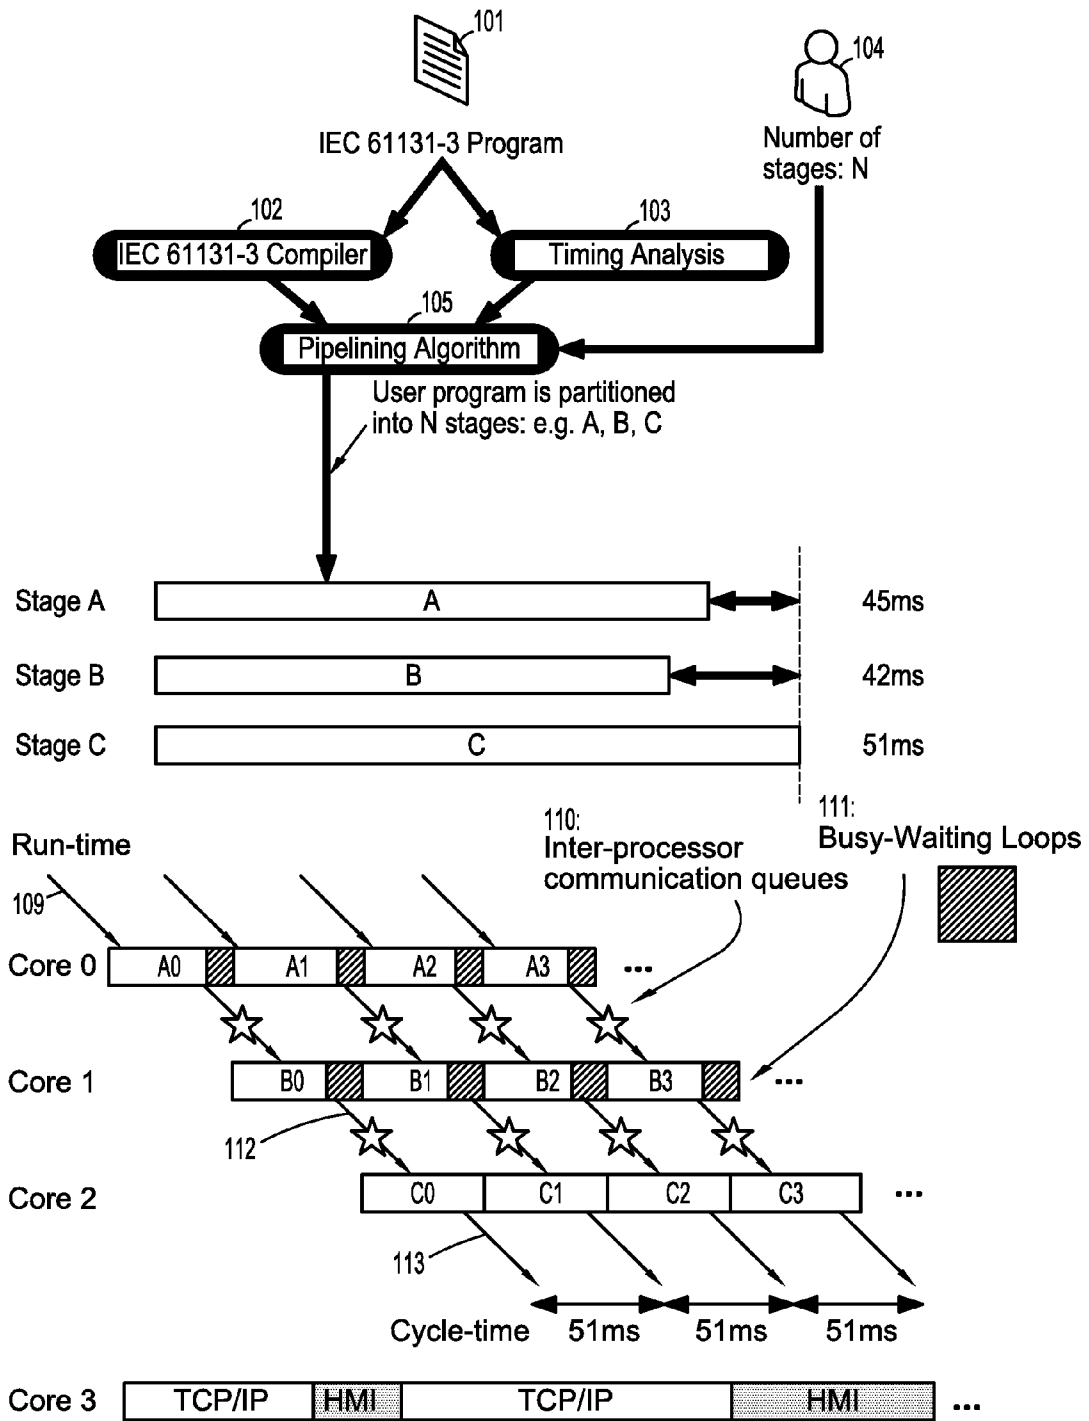 101
104
IEC 61131-3 Program
Number of
stages: N
102
103
IEC 61131-3 Compiler
Timing Analysis
105
Pipelining Algorithm
User program is partitioned
into N stages: e.g. A, B, C
Stage A A 45ms
Stage B B 42ms
Stage C C 51ms
110:
Inter-processor
communication queues
111:
Busy-Waiting Loops
Run-time
109
Core 0 A0 A1 A2 A3 ...
Core 1 B0 B1 B2 B3 ...
112
Core 2 C0 C1 C2 C3 ...
113
Cycle-time 51ms 51ms 51ms
Core 3 TCP/IP HMI TCP/IP HMI ...